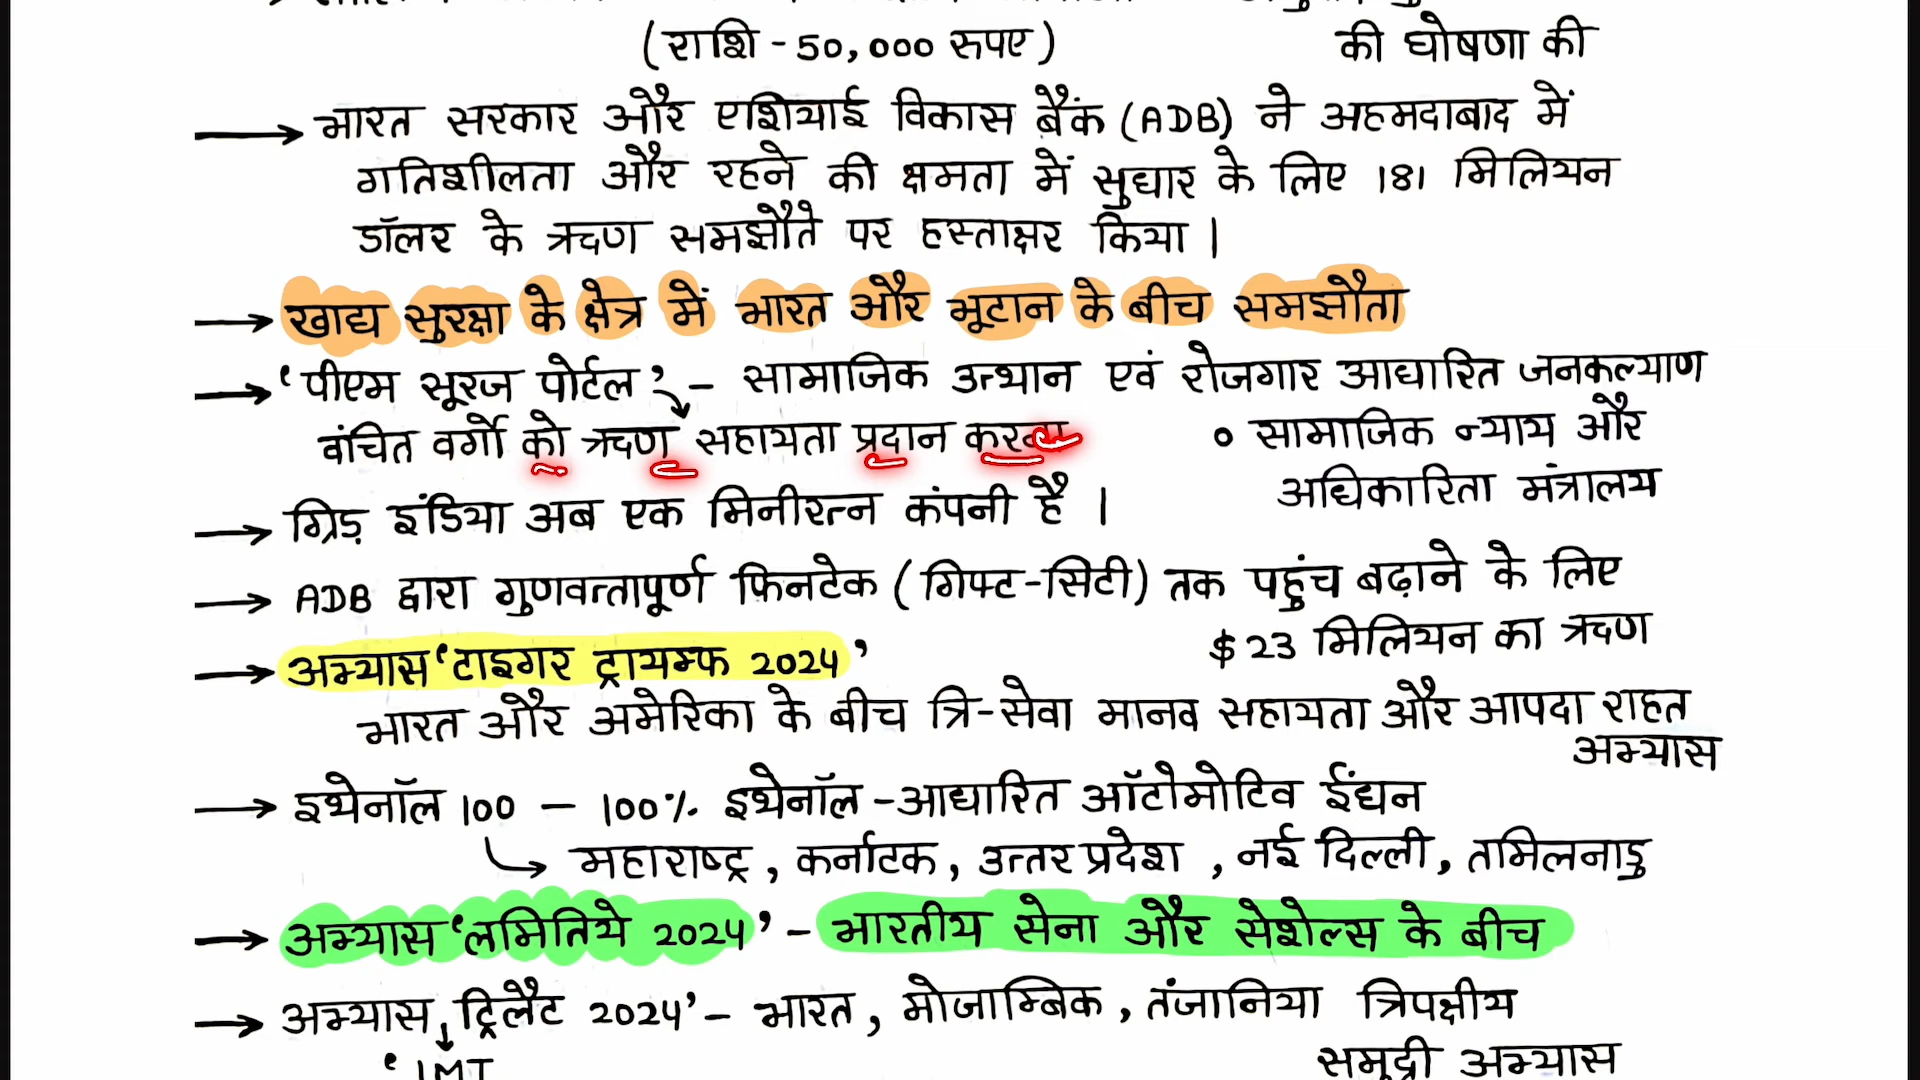 (राशि - 50,000 रुपए) की घोषणा की
→ भारत सरकार और एशियाई विकास बैंक (ADB) ने अहमदाबाद में
गतिशीलता और रहने की क्षमता में सुधार के लिए 181 मिलियन
डॉलर के ऋण समझौते पर हस्ताक्षर किया।
→ खाद्य सुरक्षा के क्षेत्र में भारत और भूटान के बीच समझौता
→ 'पीएम सूरज पोर्टल' - सामाजिक उत्थान एवं रोजगार आधारित जनकल्याण
वंचित वर्गो को ऋण सहायता प्रदान करना ० सामाजिक न्याय और
अधिकारिता मंत्रालय
→ ग्रिड़ इंडिया अब एक मिनीरत्न कंपनी है।
→ ADB द्वारा गुणवत्तापूर्ण फिनटेक (गिफ्ट-सिटी) तक पहुंच बढ़ाने के लिए
$ 23 मिलियन का ऋण
→ अभ्यास 'टाइगर ट्रायम्फ 2024'
भारत और अमेरिका के बीच त्रि-सेवा मानव सहायता और आपदा राहत
अभ्यास
→ इथेनॉल 100 – 100% इथेनॉल-आधारित ऑटोमोटिव ईंधन
↳ महाराष्ट्र, कर्नाटक, उत्तर प्रदेश, नई दिल्ली, तमिलनाडु
→ अभ्यास 'लमितिये 2024' - भारतीय सेना और सेशेल्स के बीच
→ अभ्यास, ट्रिलैट 2024' - भारत, मोजाम्बिक, तंजानिया त्रिपक्षीय
'IMT समुद्री अभ्यास